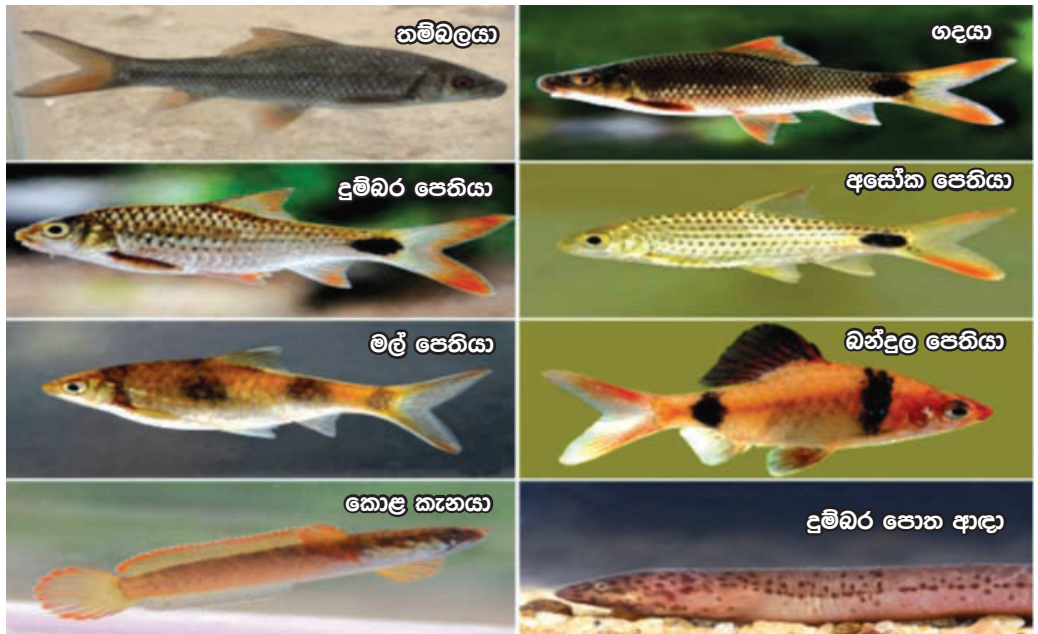 තම්බලයා
ගදයා
දුම්බර පෙතියා
අසෝක පෙතියා
මල් පෙතියා
බන්දුල පෙතියා
කොළ කැනයා
දුම්බර පොත ආඳා